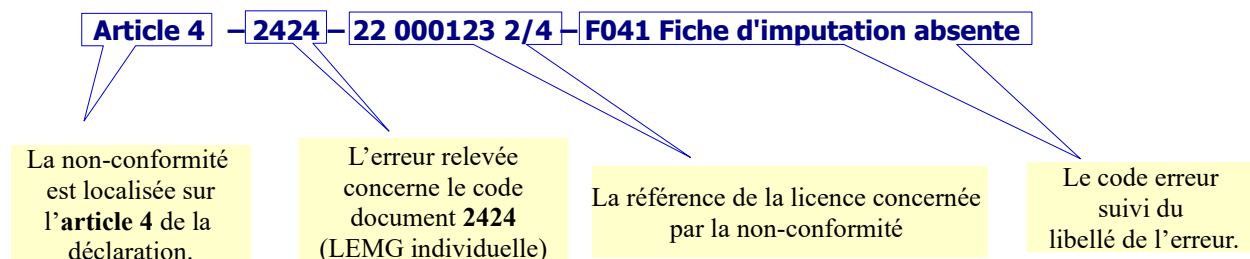 Article 4 – 2424 – 22 000123 2/4 – F041 Fiche d'imputation absente
La non-conformité
est localisée sur
l’article 4 de la
déclaration.
L’erreur relevée
concerne le code
document 2424
(LEMG individuelle)
La référence de la licence concernée
par la non-conformité
Le code erreur
suivi du
libellé de l’erreur.